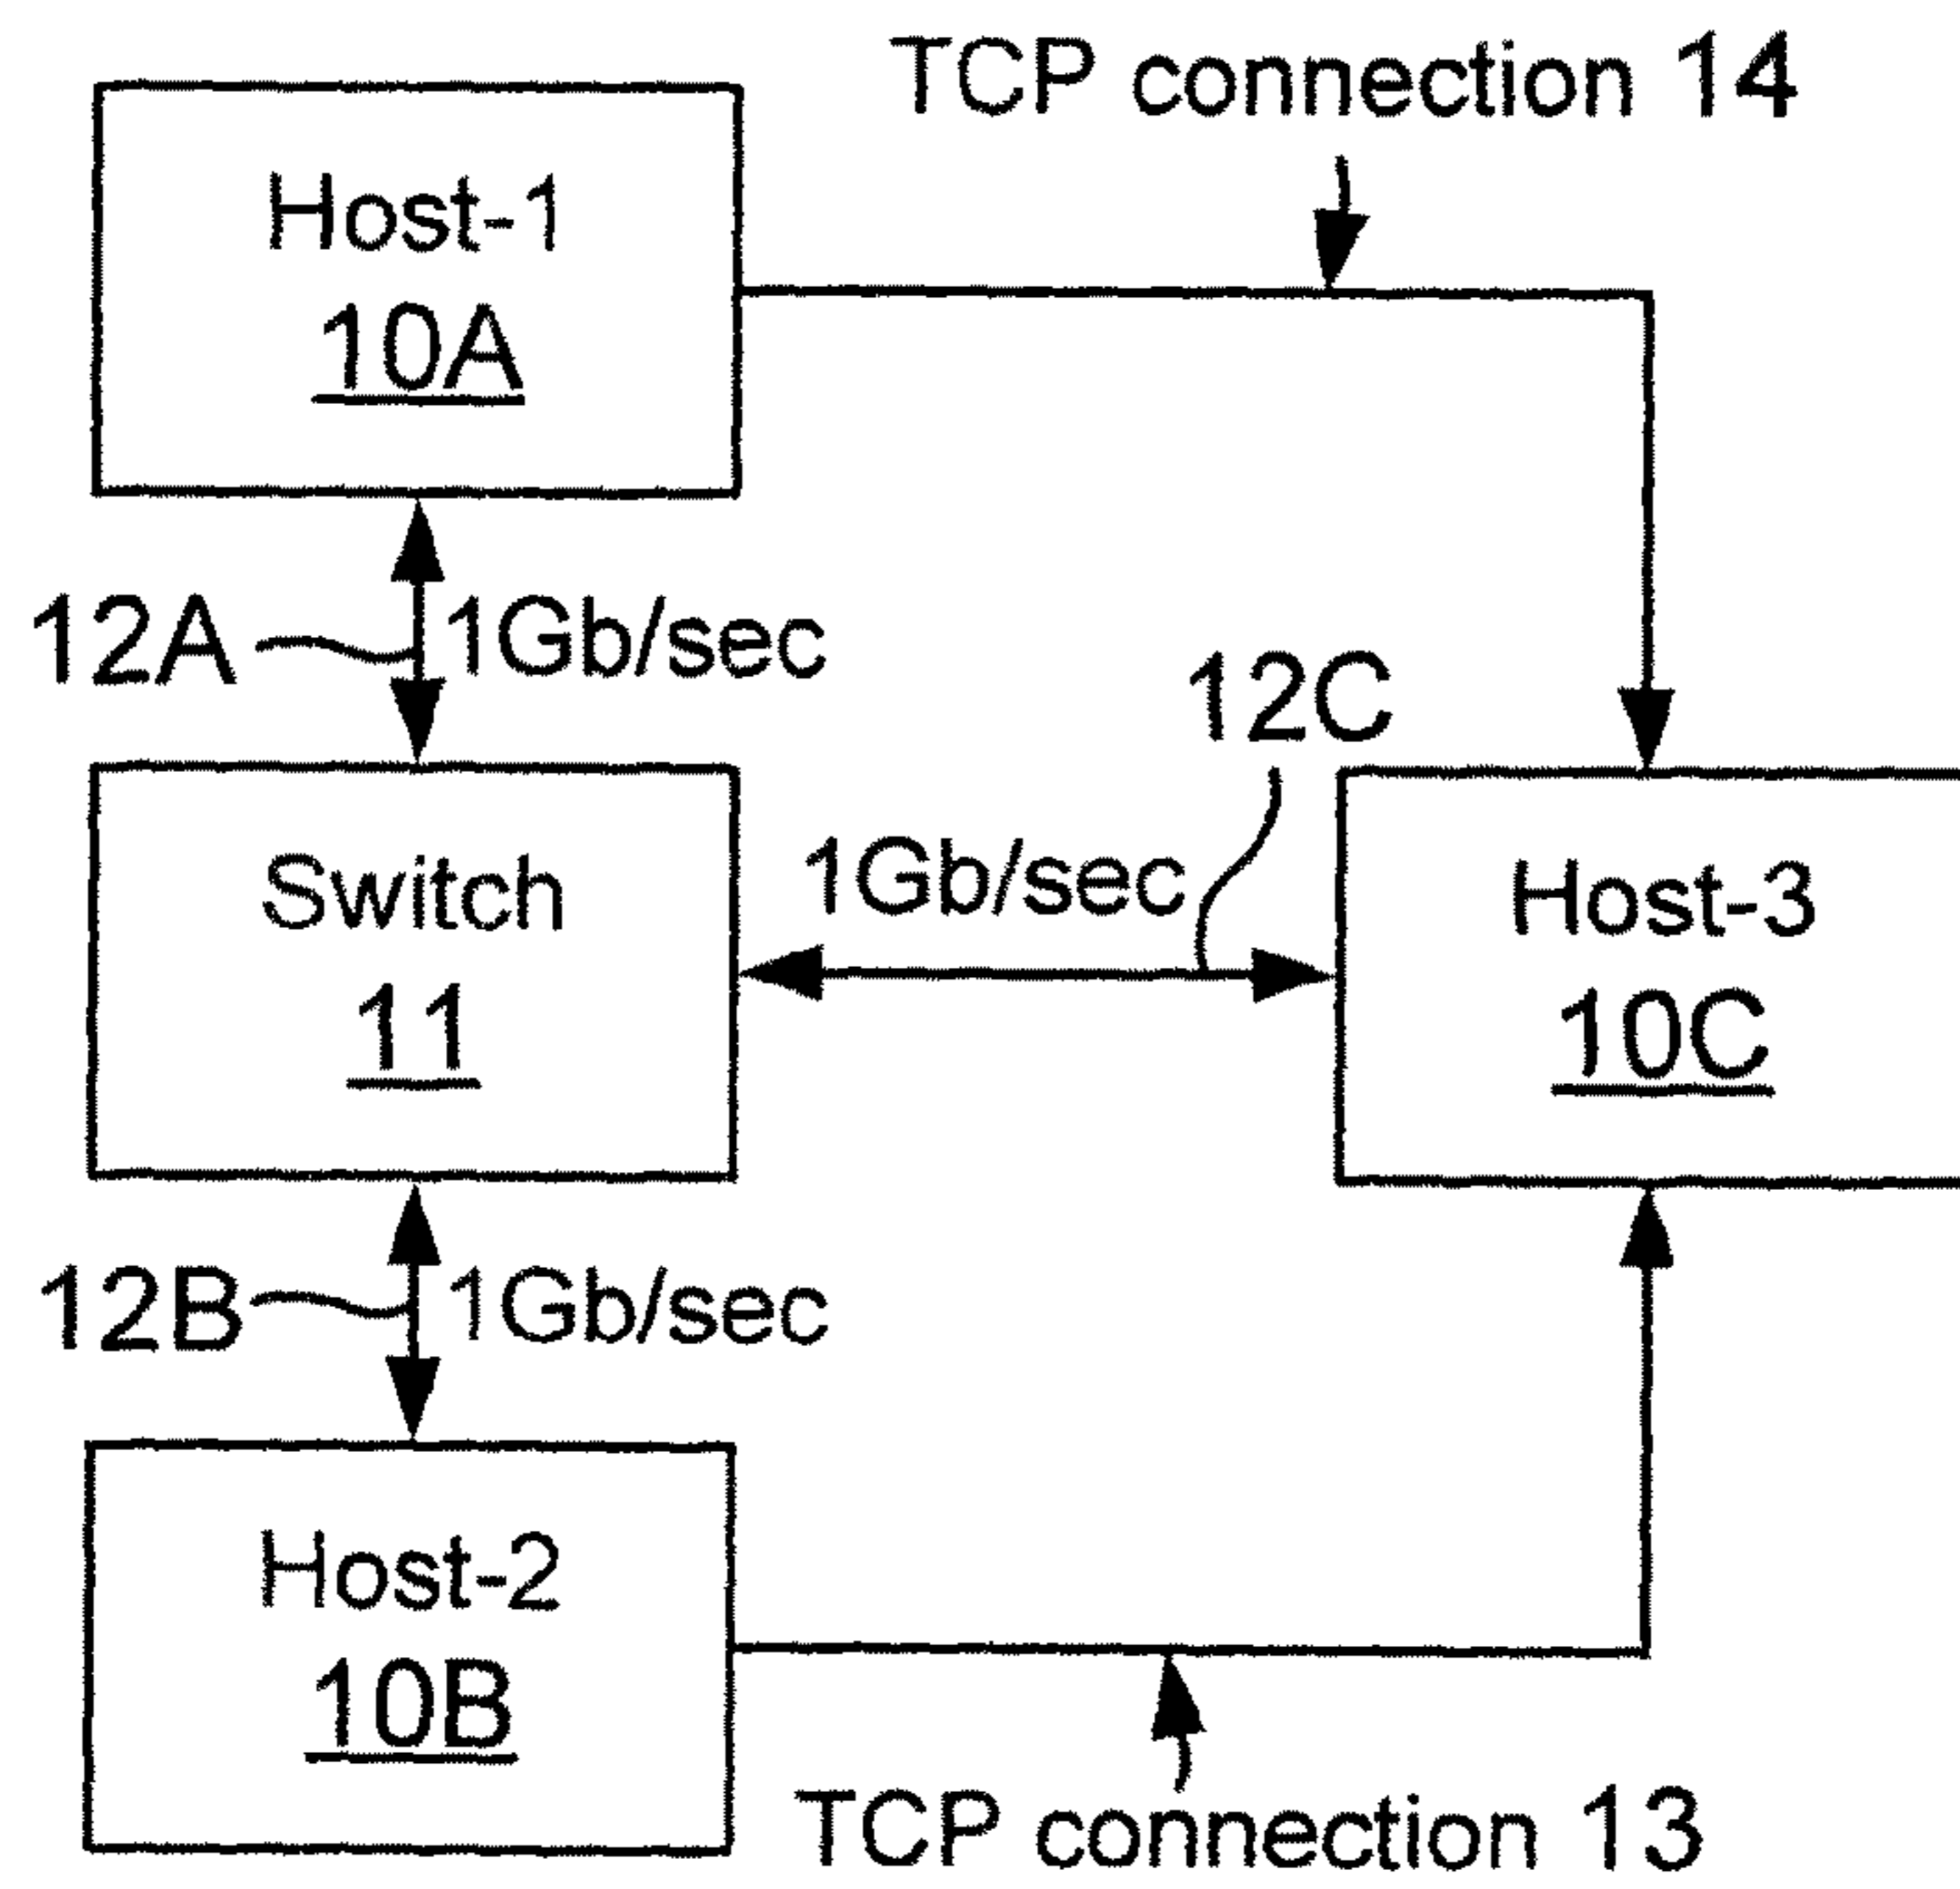 TCP connection 14
Host-1
10A
12A
1Gb/sec
12C
Switch
11
1Gb/sec
Host-3
10C
12B
1Gb/sec
Host-2
10B
TCP connection 13